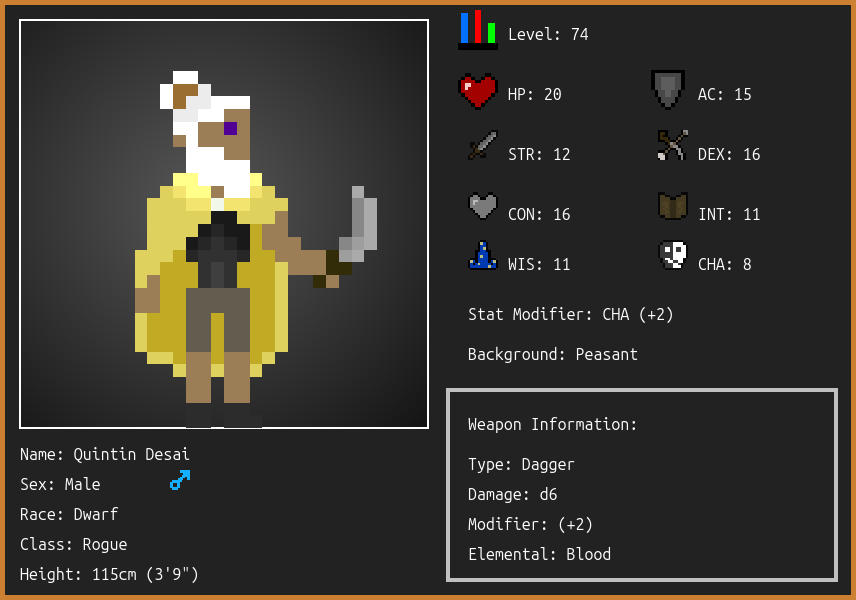 Level: 74
HP: 20
AC: 15
STR: 12
DEX: 16
CON: 16
INT: 11
WIS: 11
CHA: 8
Stat Modifier: CHA (+2)
Background: Peasant
Weapon Information:
Type: Dagger
Damage: d6
Modifier: (+2)
Elemental: Blood
Name: Quintin Desai
Sex: Male
Race: Dwarf
Class: Rogue
Height: 115cm (3'9")